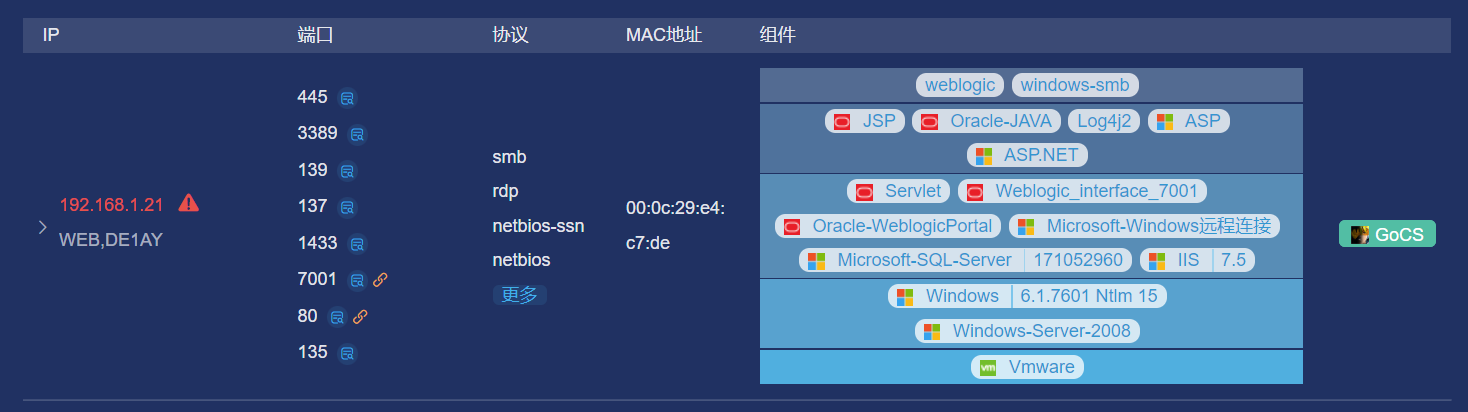 IP 端口 协议 MAC地址 组件
192.168.1.21
WEB,DE1AY
445
3389
139
137
1433
7001
80
135
smb
rdp
netbios-ssn
netbios
更多
00:0c:29:e4:
c7:de
weblogic windows-smb
JSP Oracle-JAVA Log4j2 ASP
ASP.NET
Servlet Weblogic_interface_7001
Oracle-WeblogicPortal Microsoft-Windows远程连接
Microsoft-SQL-Server 171052960 IIS 7.5
Windows 6.1.7601 Ntlm 15
Windows-Server-2008
vm Vmware
GoCS